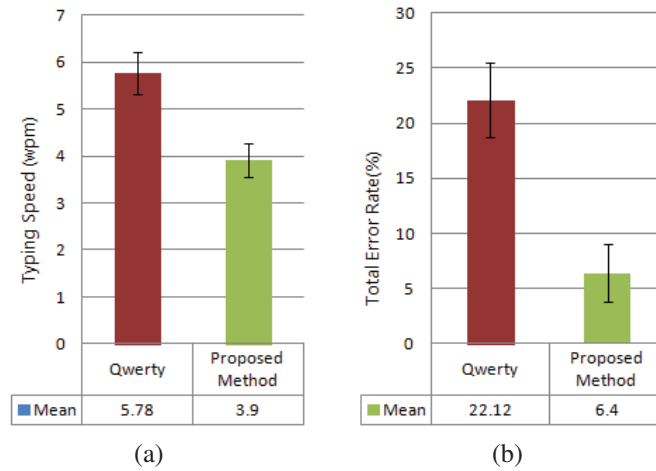 7
6
5
4
3
2
1
0
Typing Speed (wpm)
Qwerty
Proposed
Method
Mean
5.78
3.9
(a)
30
25
20
15
10
5
0
Total Error Rate(%)
Qwerty
Proposed
Method
Mean
22.12
6.4
(b)